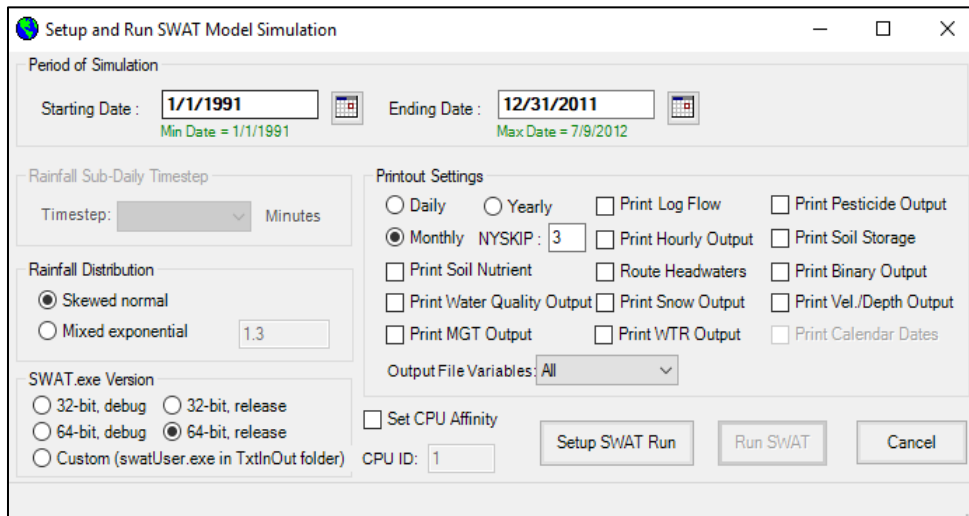 Setup and Run SWAT Model Simulation
Period of Simulation
Starting Date : 1/1/1991
Min Date = 1/1/1991
Ending Date : 12/31/2011
Max Date = 7/9/2012
Rainfall Sub-Daily Timestep
Timestep: Minutes
Rainfall Distribution
Skewed normal
Mixed exponential 1.3
SWAT.exe Version
32-bit, debug 32-bit, release
64-bit, debug 64-bit, release
Custom (swatUser.exe in TxtInOut folder)
Printout Settings
Daily Yearly Print Log Flow Print Pesticide Output
Monthly NYSKIP : 3 Print Hourly Output Print Soil Storage
Print Soil Nutrient Route Headwaters Print Binary Output
Print Water Quality Output Print Snow Output Print Vel./Depth Output
Print MGT Output Print WTR Output Print Calendar Dates
Output File Variables: All
Set CPU Affinity
CPU ID: 1
Setup SWAT Run Run SWAT Cancel